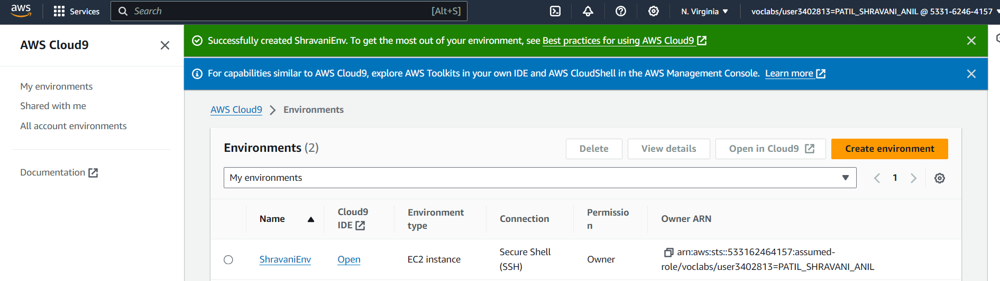 aws
Services
Search
[Alt+S]
N. Virginia
voclabs/user3402813=PATIL_SHRAVANI_ANIL @ 5331-6246-4157
AWS Cloud9
My environments
Shared with me
All account environments
Documentation
Successfully created ShravaniEnv. To get the most out of your environment, see Best practices for using AWS Cloud9
For capabilities similar to AWS Cloud9, explore AWS Toolkits in your own IDE and AWS CloudShell in the AWS Management Console. Learn more
AWS Cloud9 > Environments
Environments (2)
Delete
View details
Open in Cloud9
Create environment
My environments
1
Name
Cloud9
IDE
Environment
type
Connection
Permissio
n
Owner ARN
ShravaniEnv
Open
EC2 instance
Secure Shell
(SSH)
Owner
arn:aws:sts::533162464157:assumed-
role/voclabs/user3402813=PATIL_SHRAVANI_ANIL